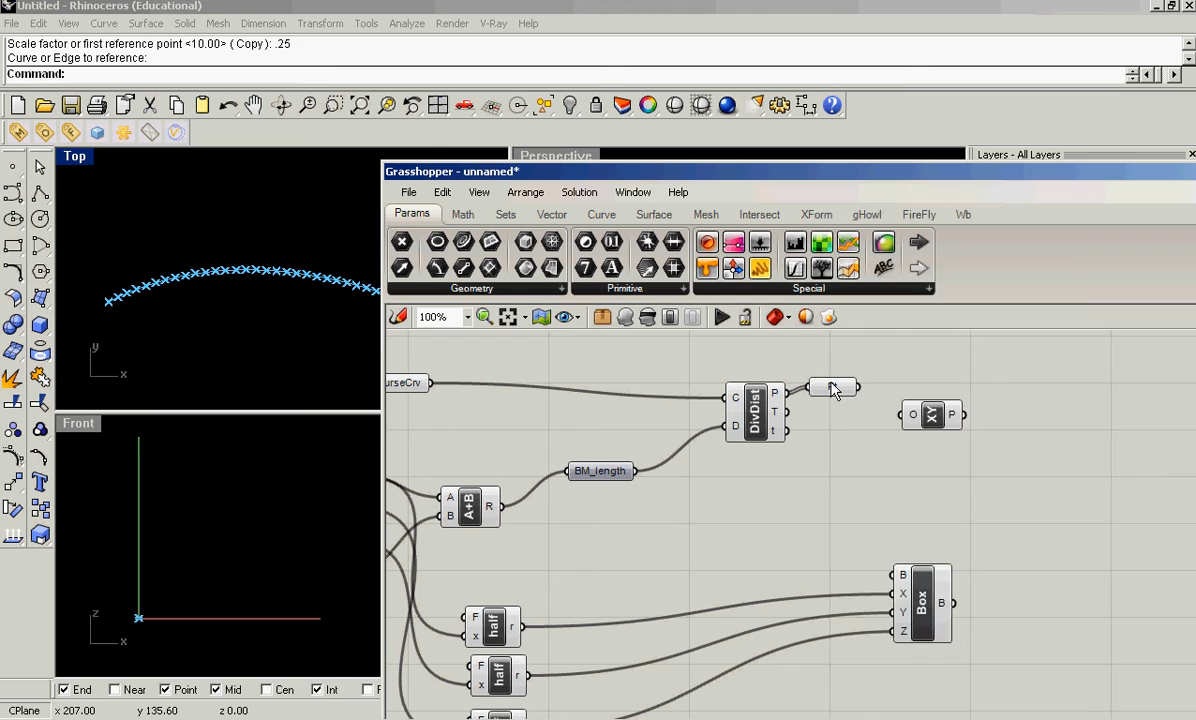 Untitled - Rhinoceros (Educational)
File Edit View Curve Surface Solid Mesh Dimension Transform Tools Analyze Render V-Ray Help
Scale factor or first reference point <10.00> ( Copy): .25
Curve or Edge to reference:
Command:
Top
Perspective
Layers - All Layers
Grasshopper - unnamed*
File Edit View Arrange Solution Window Help
Params Math Sets Vector Curve Surface Mesh Intersect XForm gHowl FireFly Wb
Geometry Primitive Special
100%
urseCrv
C D DivDist P T t
O XY P
BM_length
A B A+B R
y
x
Front
z
x
F x half r
F x half r
B X Y Z Box B
End Near Point Mid Cen Int P
CPlane x 207.00 y 135.60 z 0.00